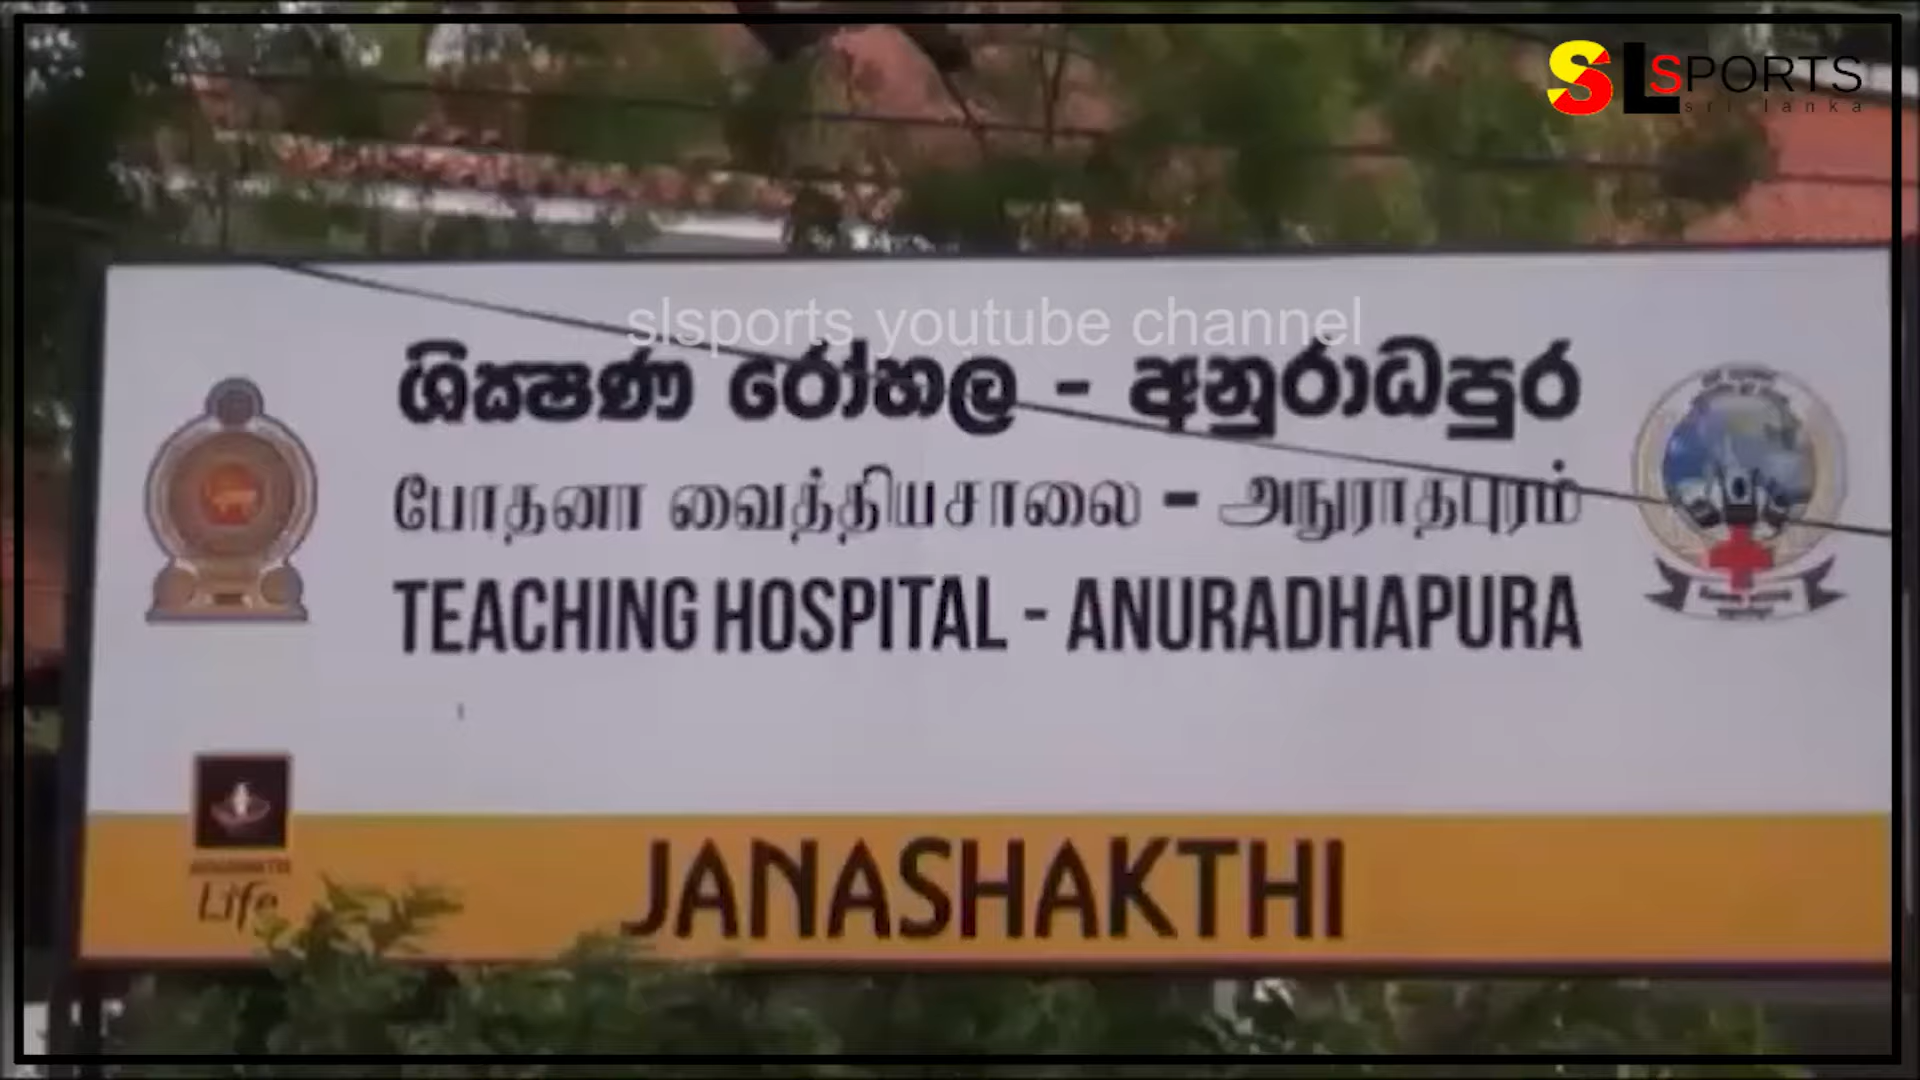 SLSPORTS
sri lanka
slsports youtube channel
ශික්‍ෂණ රෝහල - අනුරාධපුර
போதனா வைத்தியசாலை - அநுராதபுரம்
TEACHING HOSPITAL - ANURADHAPURA
JANASHAKTHI
Life
JANASHAKTHI